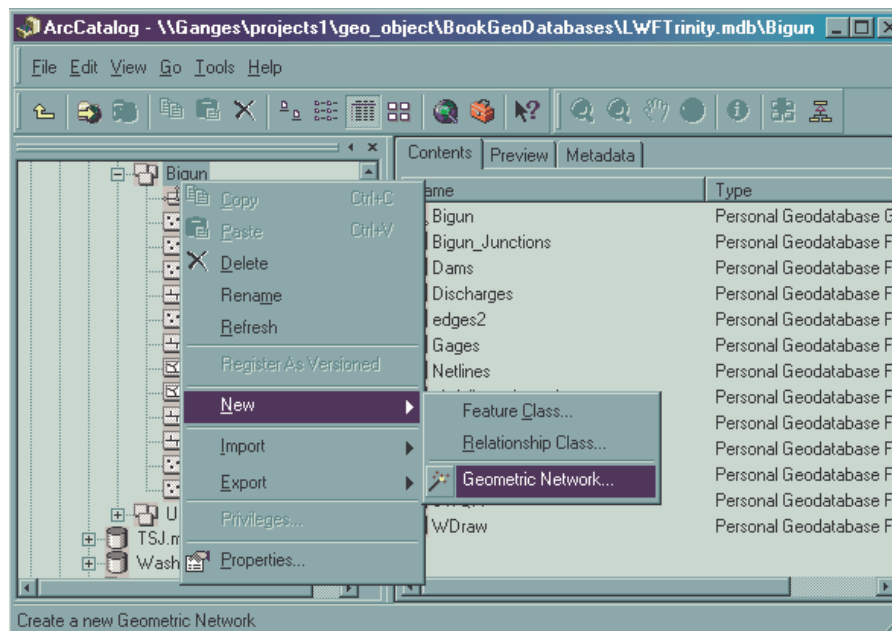 ArcCatalog - \\Ganges\projects1\geo_object\BookGeoDatabases\LWFTrinity.mdb\Bigun
File Edit View Go Tools Help
Contents Preview Metadata
Bigun
Type
Copy Ctrl+C
Paste Ctrl+V
Delete
Rename
Refresh
Register As Versioned
New
Import
Export
Privileges...
Properties...
Feature Class...
Relationship Class...
Geometric Network...
Bigun Personal Geodatabase G
Bigun_Junctions Personal Geodatabase F
Dams Personal Geodatabase F
Discharges Personal Geodatabase F
edges2 Personal Geodatabase F
Gages Personal Geodatabase F
Netlines Personal Geodatabase F
Personal Geodatabase F
Personal Geodatabase F
Personal Geodatabase F
Personal Geodatabase F
Personal Geodatabase F
WDraw Personal Geodatabase F
U
TSJ.m
Wash
Create a new Geometric Network